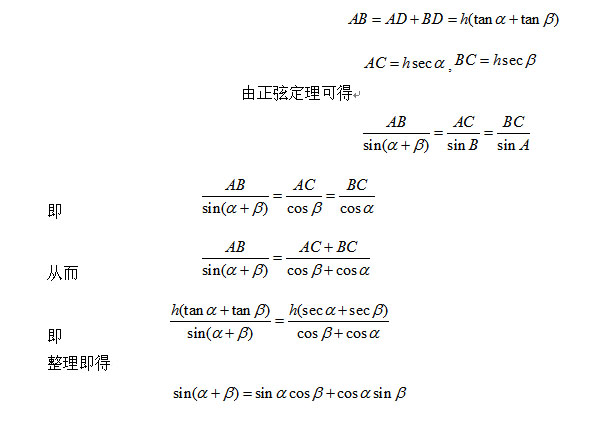 AB = AD + BD = h(tan α + tan β)
AC = h sec α , BC = h sec β
由正弦定理可得↵
AB/sin(α + β) = AC/sin B = BC/sin A
即 AB/sin(α + β) = AC/cos β = BC/cos α
从而 AB/sin(α + β) = (AC + BC)/(cos β + cos α)
即 h(tan α + tan β)/sin(α + β) = h(sec α + sec β)/(cos β + cos α)
整理即得
sin(α + β) = sin α cos β + cos α sin β